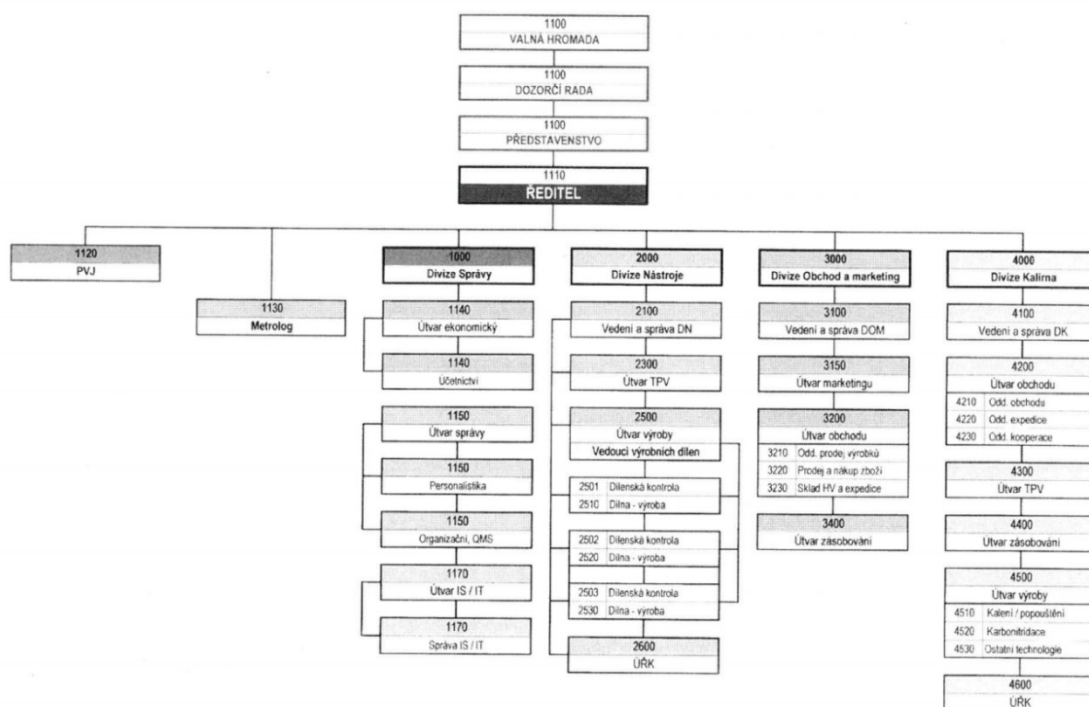 1100
VALNÁ HROMADA
1100
DOZORČÍ RADA
1100
PŘEDSTAVENSTVO
1110
ŘEDITEL
1120
PVJ
1130
Metrolog
1000
Divize Správy
1140
Útvar ekonomický
1140
Účetnictví
1150
Útvar správy
1150
Personalistika
1150
Organizační, QMS
1170
Útvar IS / IT
1170
Správa IS / IT
2000
Divize Nástroje
2100
Vedení a správa DN
2300
Útvar TPV
2500
Útvar výroby
Vedoucí výrobních dílen
2501 Dílenská kontrola
2510 Dílna - výroba
2502 Dílenská kontrola
2520 Dílna - výroba
2503 Dílenská kontrola
2530 Dílna - výroba
2600
ÚŘK
3000
Divize Obchod a marketing
3100
Vedení a správa DOM
3150
Útvar marketingu
3200
Útvar obchodu
3210 Odd. prodej výrobků
3220 Prodej a nákup zboží
3230 Sklad HV a expedice
3400
Útvar zásobování
4000
Divize Kalírna
4100
Vedení a správa DK
4200
Útvar obchodu
4210 Odd. obchodu
4220 Odd. expedice
4230 Odd. kooperace
4300
Útvar TPV
4400
Útvar zásobování
4500
Útvar výroby
4510 Kalení / popouštění
4520 Karbonitridace
4530 Ostatní technologie
4600
ÚŘK